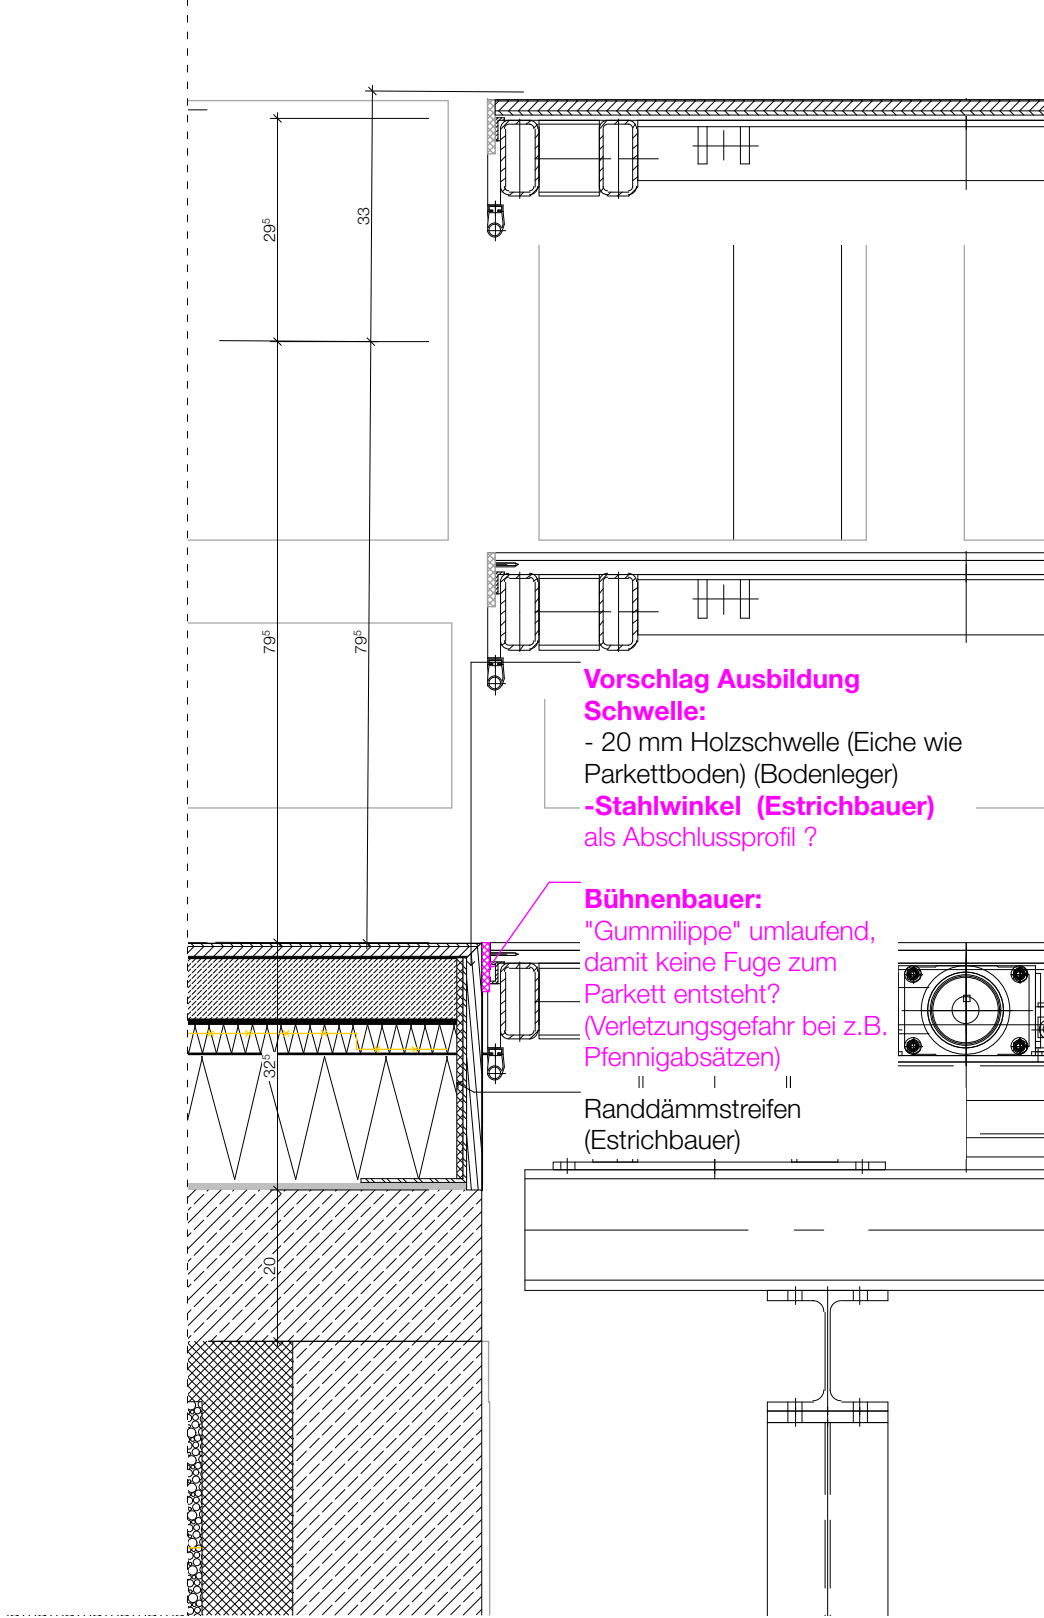 33
29⁵
79⁵
79⁵
Vorschlag Ausbildung
Schwelle:
- 20 mm Holzschwelle (Eiche wie
Parkettboden) (Bodenleger)
-Stahlwinkel (Estrichbauer)
als Abschlussprofil ?
Bühnenbauer:
"Gummilippe" umlaufend,
damit keine Fuge zum
Parkett entsteht?
(Verletzungsgefahr bei z.B.
Pfennigabsätzen)
Randdämmstreifen
(Estrichbauer)
32⁵
20